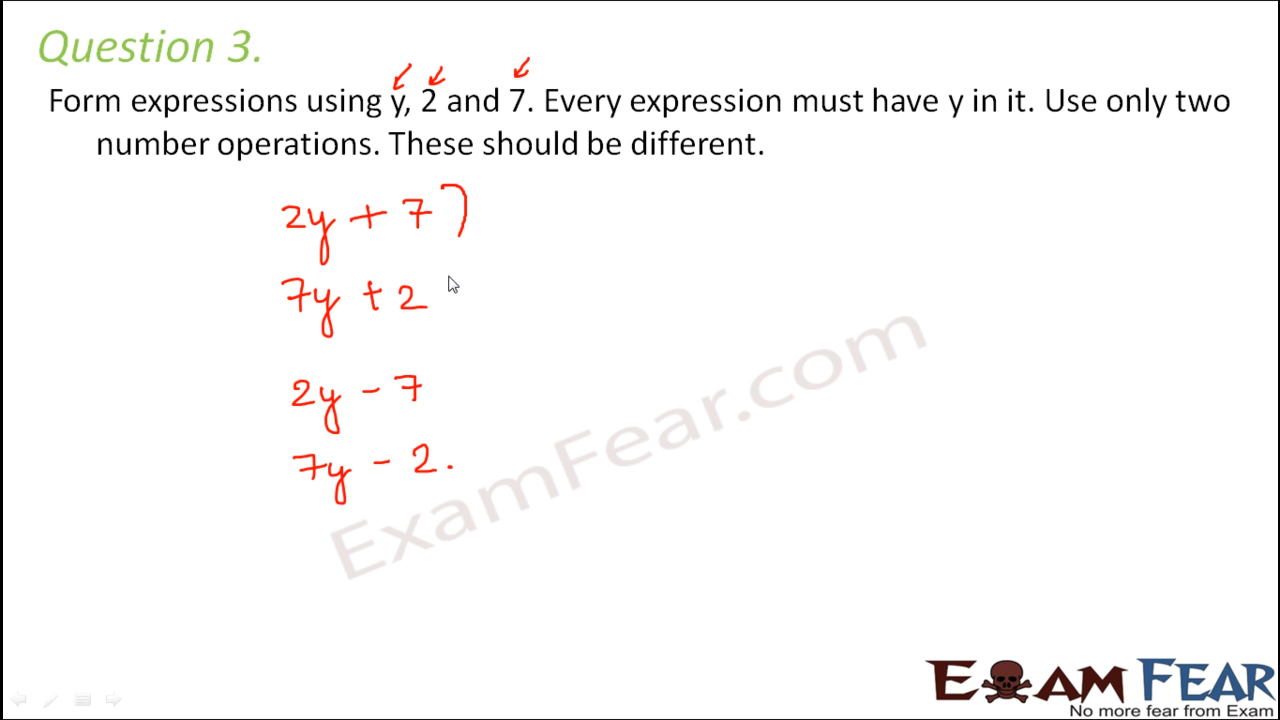 Question 3.
Form expressions using y, 2 and 7. Every expression must have y in it. Use only two
number operations. These should be different.
2y + 7
7y + 2
2y - 7
7y - 2.
ExamFear.com
EXAM FEAR
No more fear from Exam